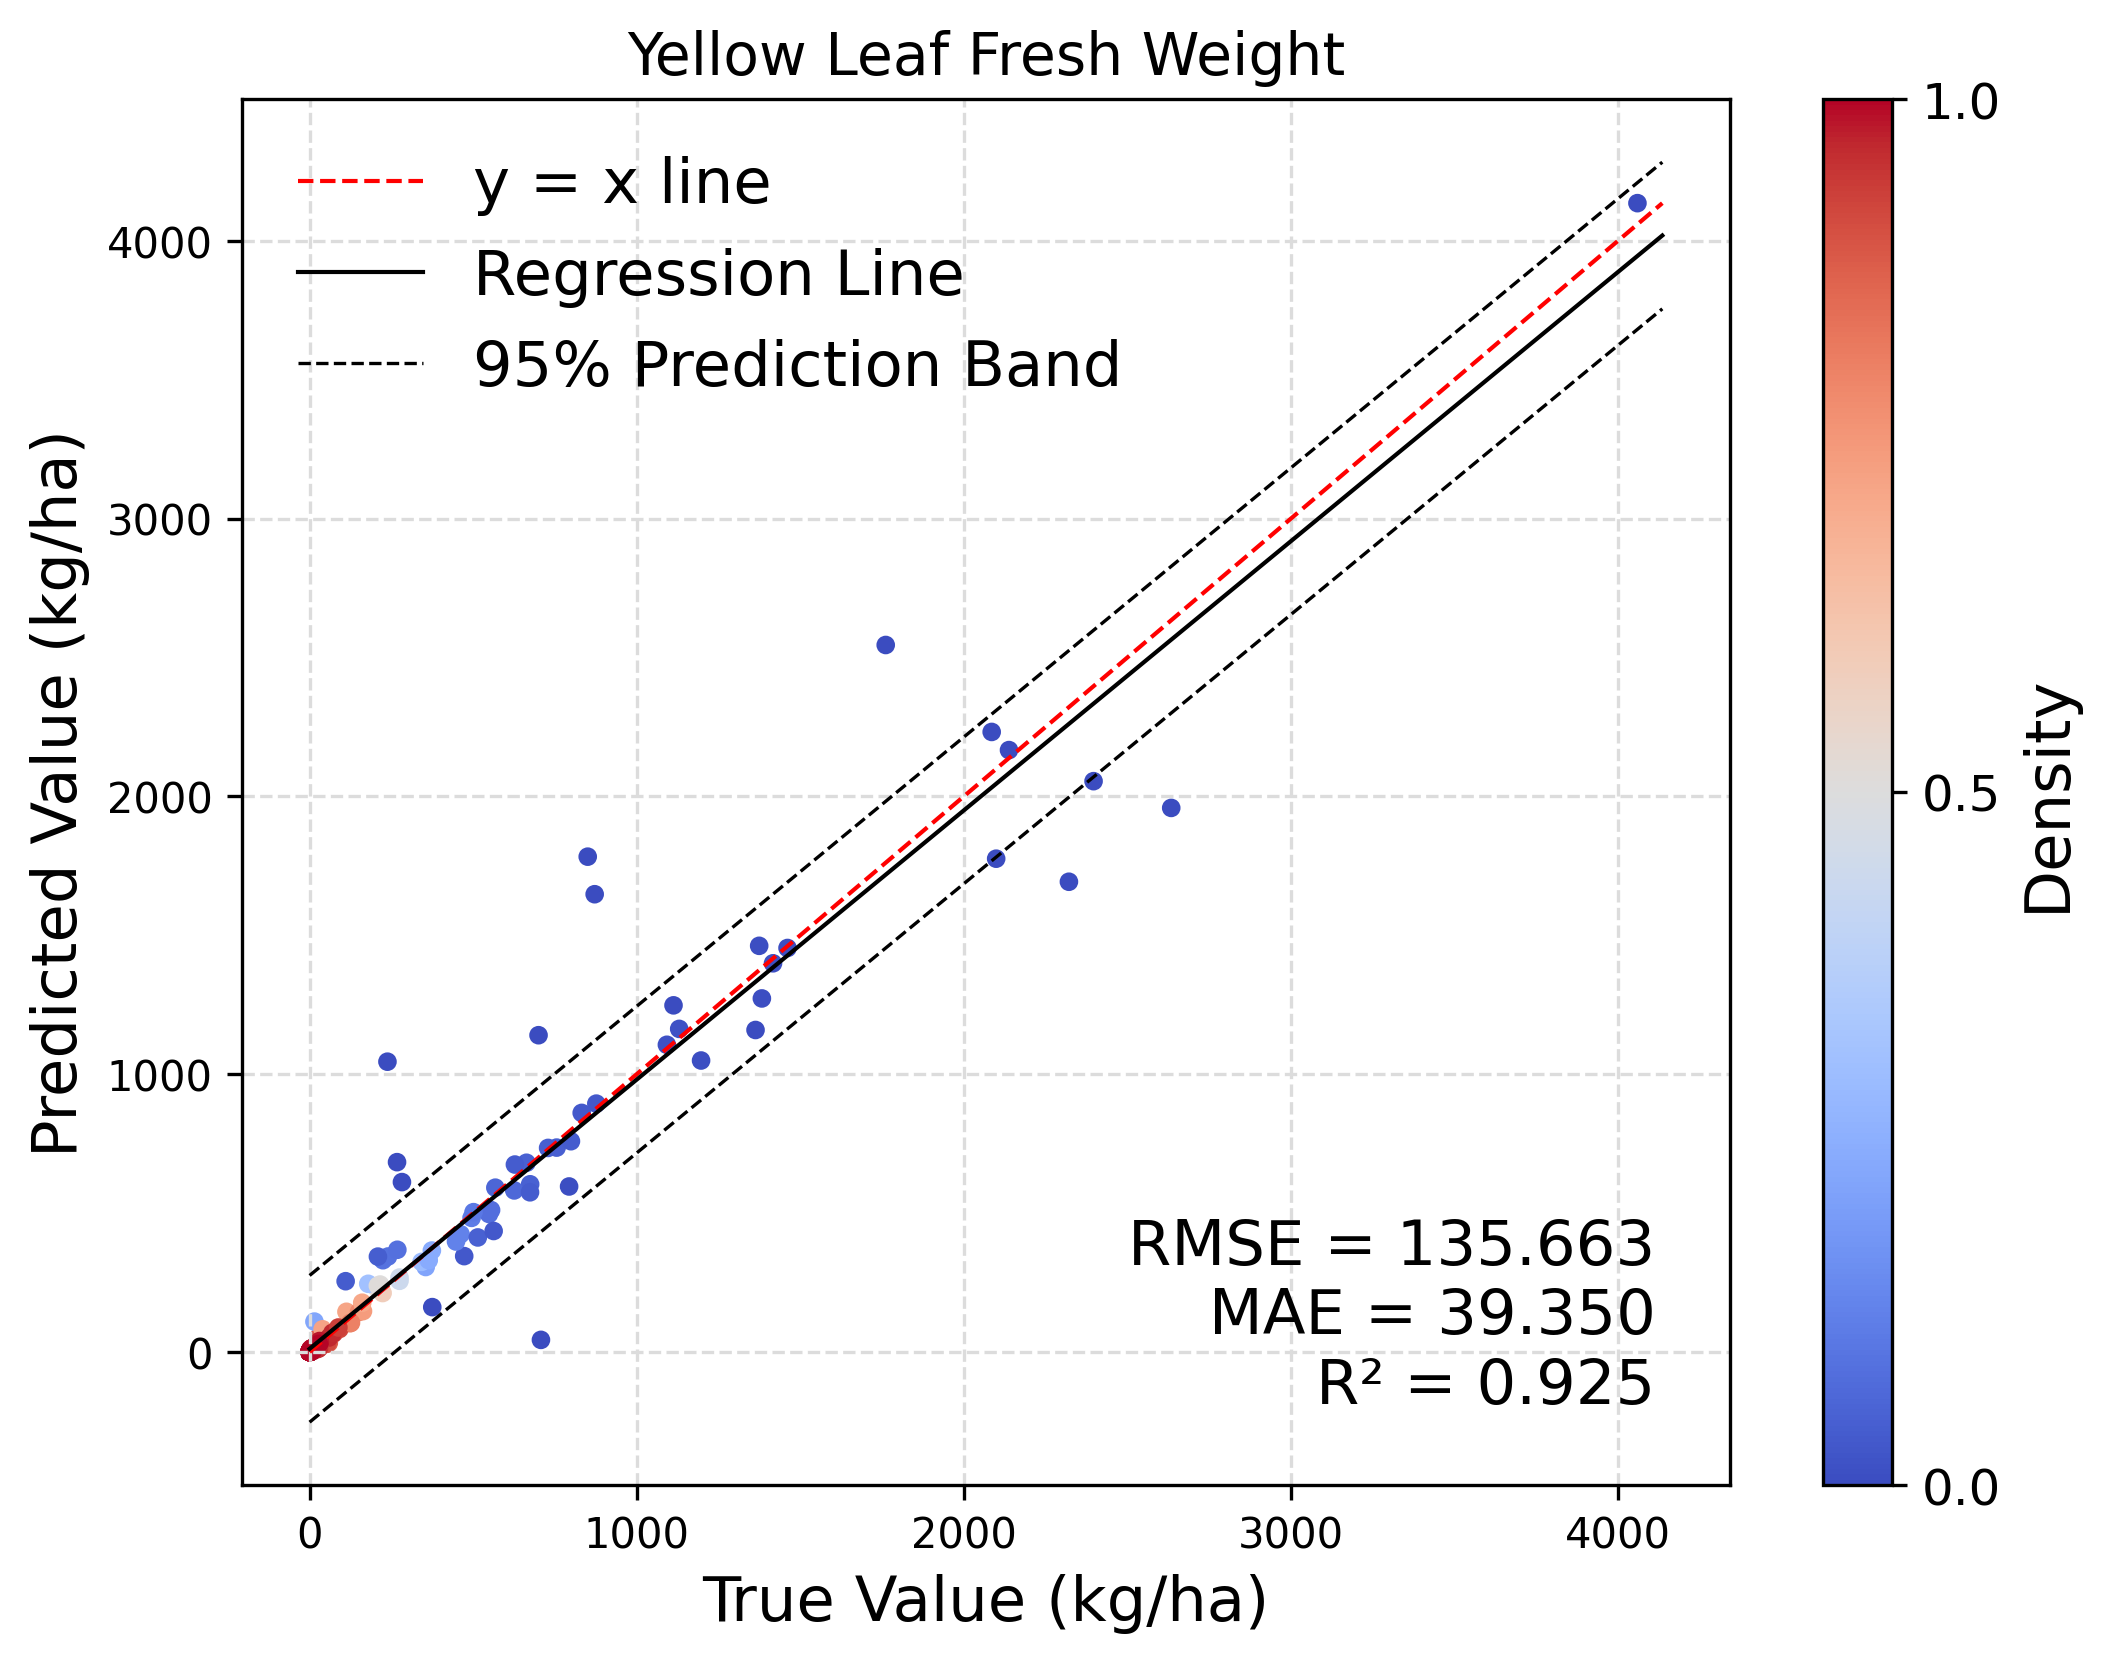 Yellow Leaf Fresh Weight
y = x line
Regression Line
95% Prediction Band
Predicted Value (kg/ha)
4000
3000
2000
1000
0
RMSE = 135.663
MAE = 39.350
R² = 0.925
0
1000
2000
3000
4000
True Value (kg/ha)
1.0
0.5
0.0
Density